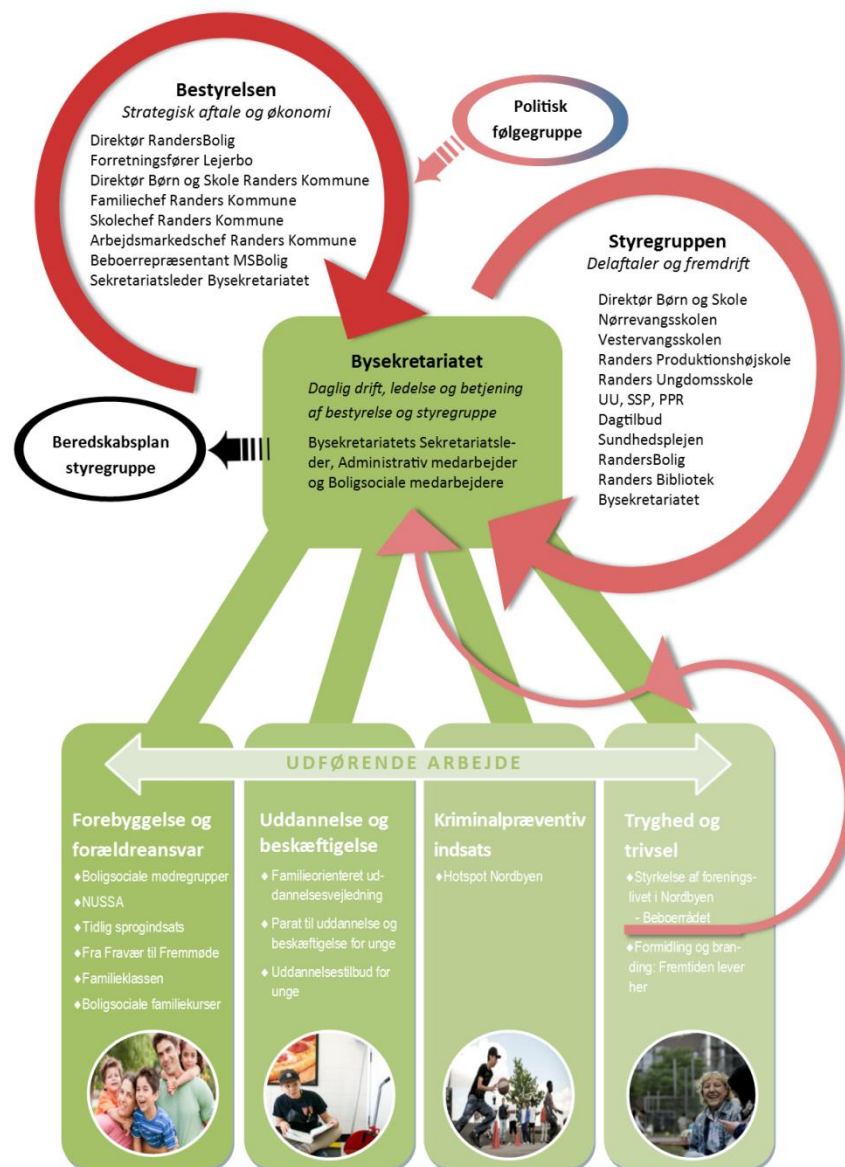 Bestyrelsen
Strategisk aftale og økonomi
Direktør RandersBolig
Forretningsfører Lejerbo
Direktør Børn og Skole Randers Kommune
Familiechef Randers Kommune
Skolechef Randers Kommune
Arbejdsmarkedschef Randers Kommune
Beboerrepræsentant MSBolig
Sekretariatsleder Bysekretariatet
Politisk
følgegruppe
Styregruppen
Delaftaler og fremdrift
Direktør Børn og Skole
Nørrevangsskolen
Vestervangsskolen
Randers Produktionshøjskole
Randers Ungdomsskole
UU, SSP, PPR
Dagtilbud
Sundhedsplejen
RandersBolig
Randers Bibliotek
Bysekretariatet
Bysekretariatet
Daglig drift, ledelse og betjening
af bestyrelse og styregruppe
Bysekretariatets Sekretariatsle-
der, Administrativ medarbejder
og Boligsociale medarbejdere
Beredskabsplan
styregruppe
UDFØRENDE ARBEJDE
Forebyggelse og
forældreansvar
♦Boligsociale mødregrupper
♦NUSSA
♦Tidlig sprogindsats
♦Fra Fravær til Fremmøde
♦Familieklassen
♦Boligsociale familiekurser
Uddannelse og
beskæftigelse
♦Familieorienteret ud-
dannelsesvejledning
♦Parat til uddannelse og
beskæftigelse for unge
♦Uddannelsestilbud for
unge
Kriminalpræventiv
indsats
♦Hotspot Nordbyen
Tryghed og
trivsel
♦Styrkelse af forenings-
livet i Nordbyen
- Beboerrådet
♦Formidling og bran-
ding: Fremtiden lever
her